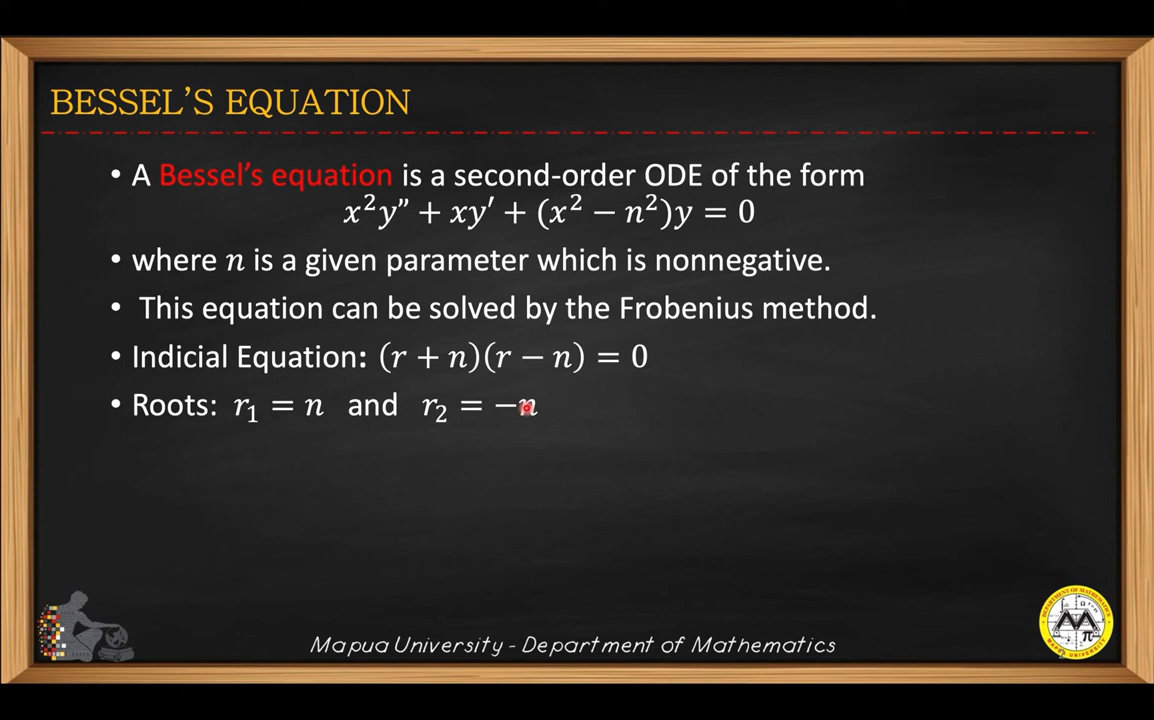 BESSEL'S EQUATION
• A Bessel's equation is a second-order ODE of the form
x²y" + xy′ + (x² − n²)y = 0
• where n is a given parameter which is nonnegative.
• This equation can be solved by the Frobenius method.
• Indicial Equation: (r + n)(r − n) = 0
• Roots: r₁ = n and r₂ = −n
Mapua University - Department of Mathematics